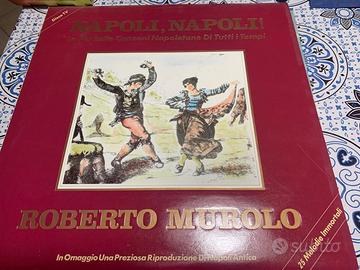 NAPOLI, NAPOLI!
Le Più Belle Canzoni Napoletane Di Tutti I Tempi
ROBERTO MUROLO
25 Melodie Immortali
In Omaggio Una Preziosa Riproduzione Di Napoli Antica
subito